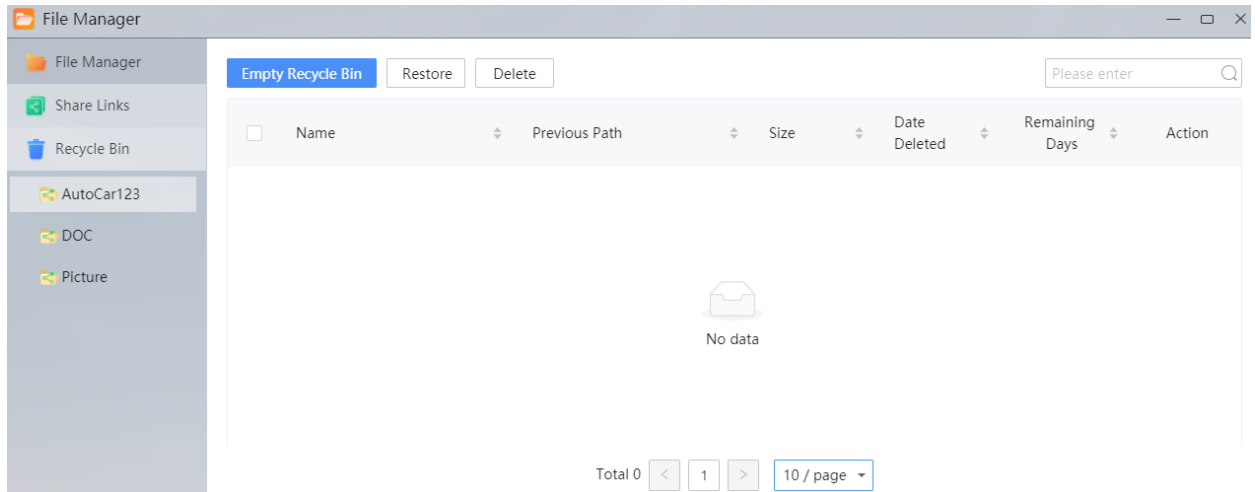 File Manager
File Manager
Share Links
Recycle Bin
AutoCar123
DOC
Picture
Empty Recycle Bin Restore Delete Please enter
Name Previous Path Size Date Deleted Remaining Days Action
No data
Total 0 < 1 > 10 / page